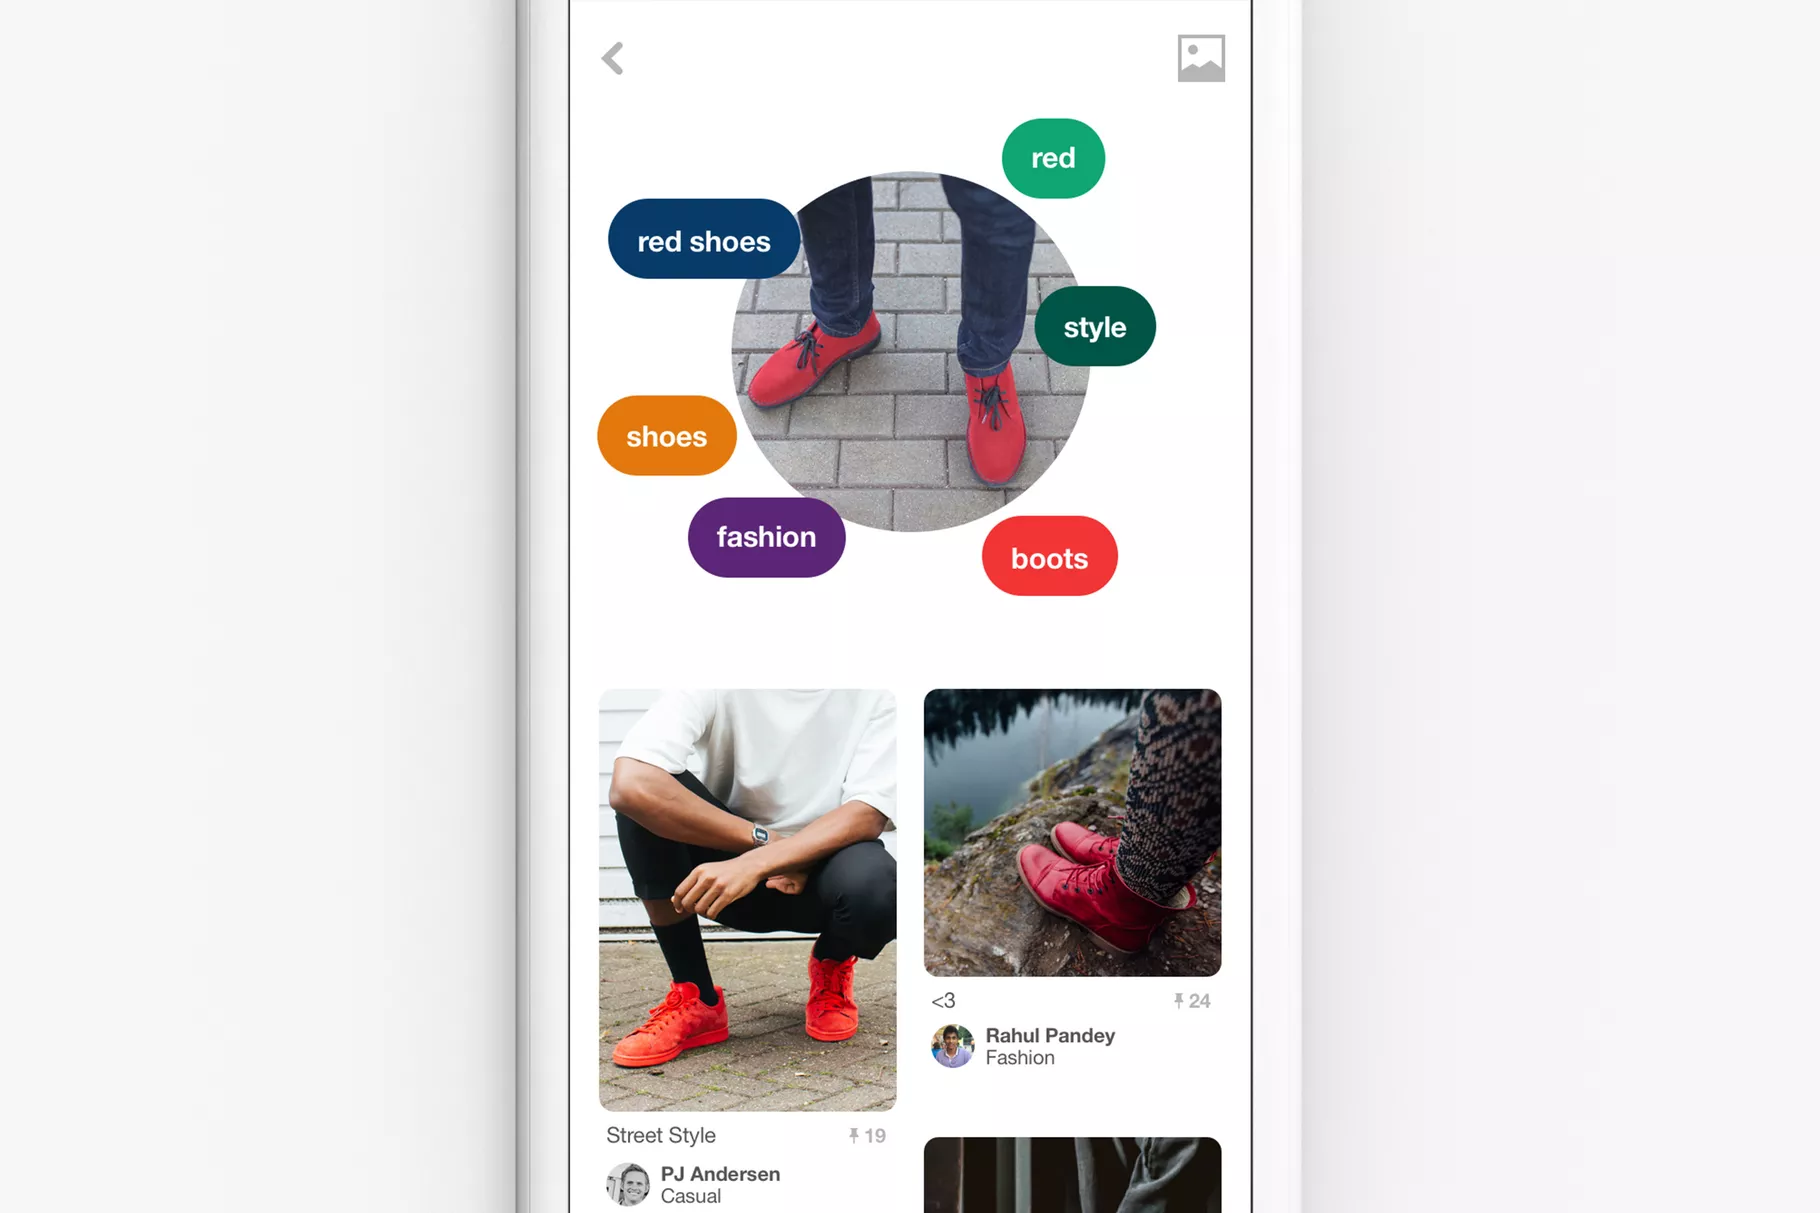 red
red shoes
style
shoes
fashion
boots
<3
24
Rahul Pandey
Fashion
Street Style
19
PJ Andersen
Casual